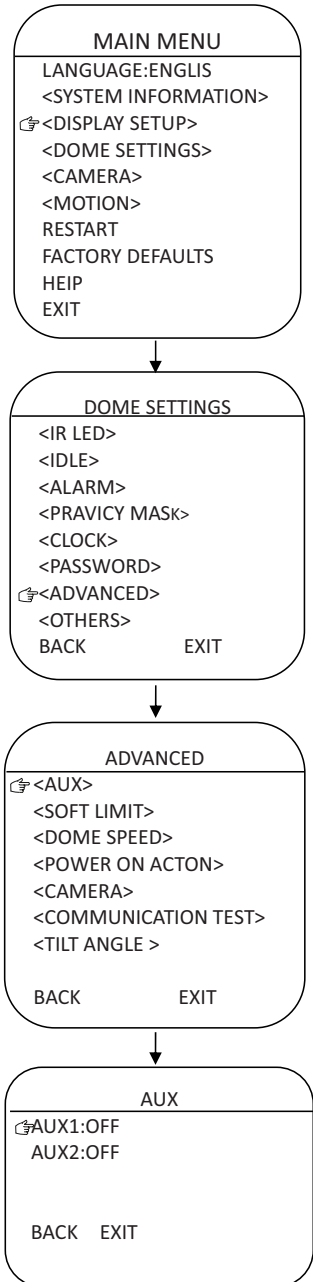 MAIN MENU
LANGUAGE:ENGLIS
<SYSTEM INFORMATION>
<DISPLAY SETUP>
<DOME SETTINGS>
<CAMERA>
<MOTION>
RESTART
FACTORY DEFAULTS
HEIP
EXIT
DOME SETTINGS
<IR LED>
<IDLE>
<ALARM>
<PRAVICY MASK>
<CLOCK>
<PASSWORD>
<ADVANCED>
<OTHERS>
BACK EXIT
ADVANCED
<AUX>
<SOFT LIMIT>
<DOME SPEED>
<POWER ON ACTON>
<CAMERA>
<COMMUNICATION TEST>
<TILT ANGLE >
BACK EXIT
AUX
AUX1:OFF
AUX2:OFF
BACK EXIT